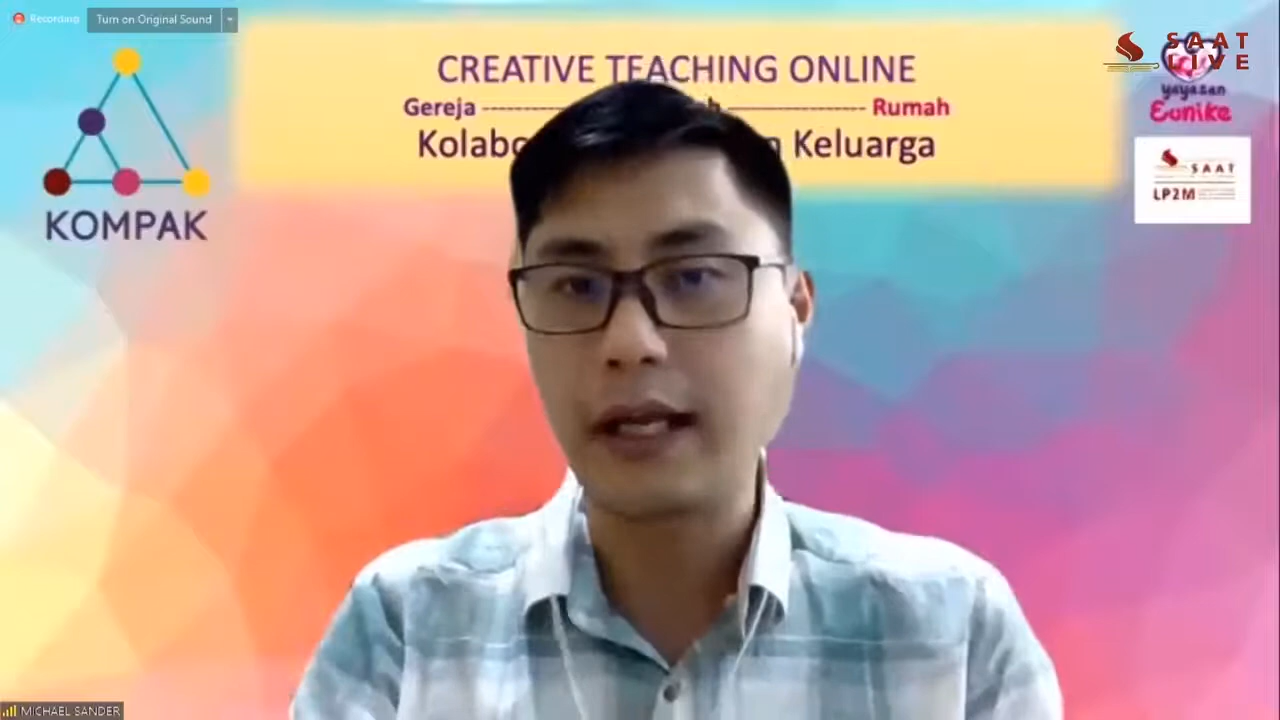 Recording
Turn on Original Sound
CREATIVE TEACHING ONLINE
Gereja Rumah
Keluarga
KOMPAK
SAAT
LIVE
yayasan
Eunike
SAAT
LP2M
MICHAEL SANDER